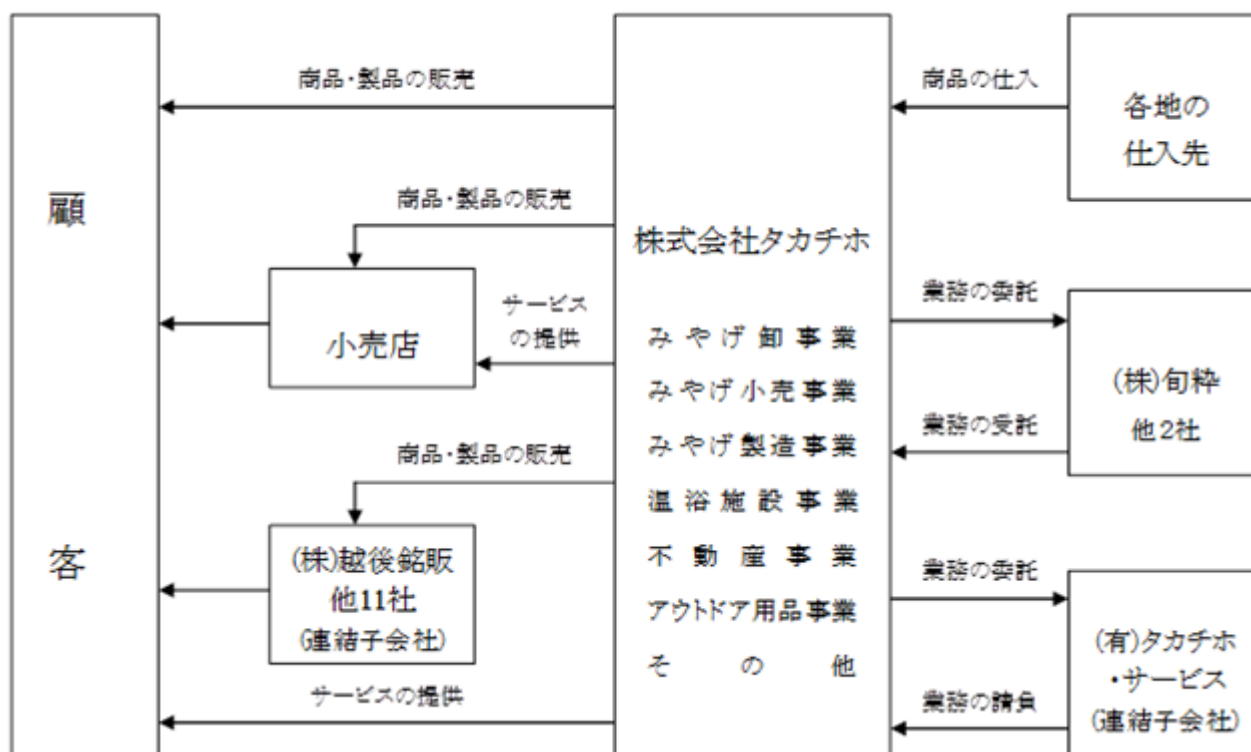 顧
客
商品・製品の販売
商品・製品の販売
小売店
サービス
の提供
商品・製品の販売
(株)越後銘販
他11社
(連結子会社)
サービスの提供
株式会社タカチホ
みやげ卸事業
みやげ小売事業
みやげ製造事業
温浴施設事業
不動産事業
アウトドア用品事業
その他
商品の仕入
各地の
仕入先
業務の委託
(株)旬粋
他2社
業務の受託
業務の委託
(有)タカチホ
・サービス
(連結子会社)
業務の請負